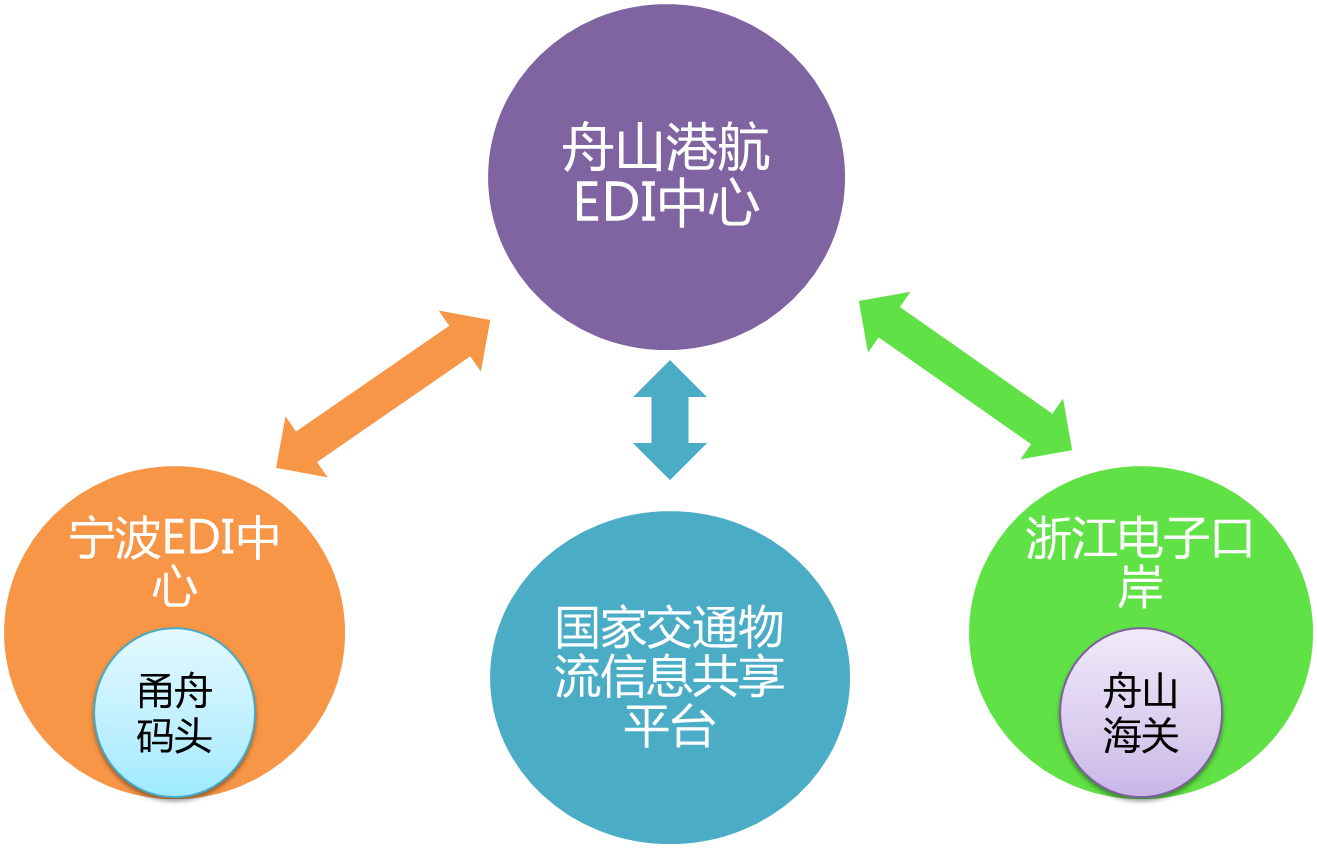 舟山港航
EDI中心
宁波EDI中
心
甬舟
码头
国家交通物
流信息共享
平台
浙江电子口
岸
舟山
海关